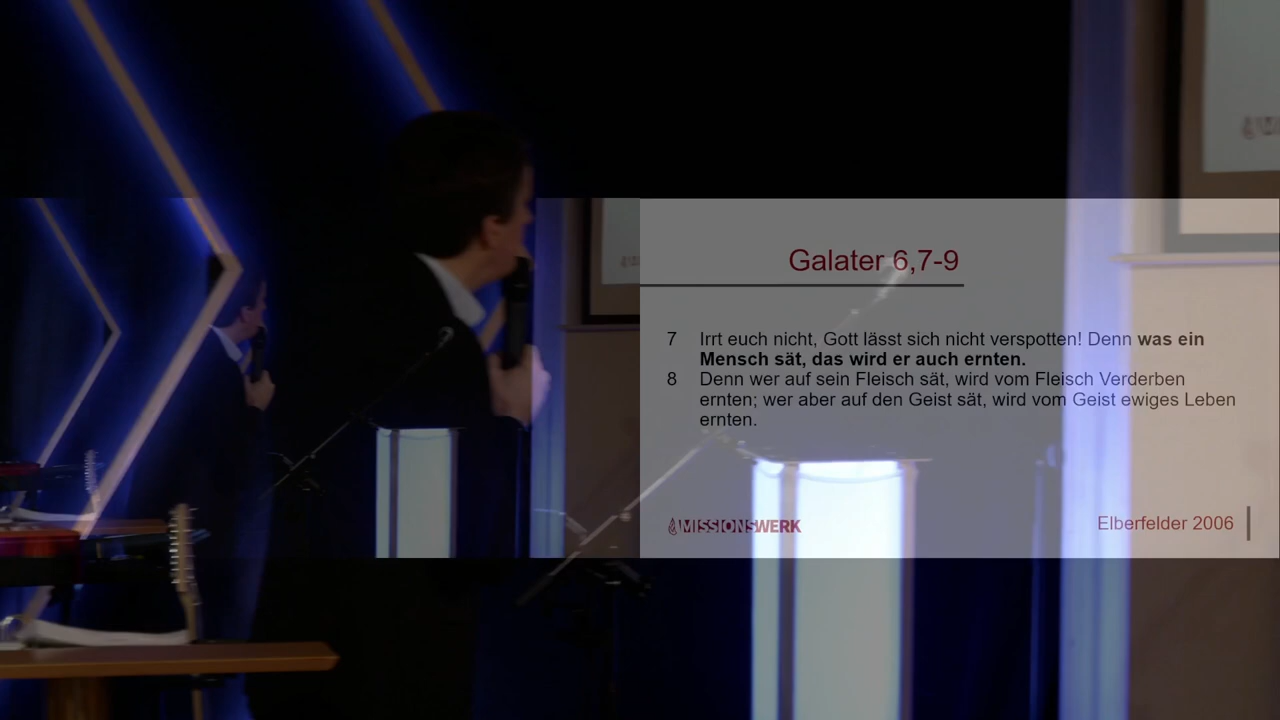 Galater 6,7-9
7 Irrt euch nicht, Gott lässt sich nicht verspotten! Denn was ein
Mensch sät, das wird er auch ernten.
8 Denn wer auf sein Fleisch sät, wird vom Fleisch Verderben
ernten; wer aber auf den Geist sät, wird vom Geist ewiges Leben
ernten.
MISSIONSWERK
Elberfelder 2006